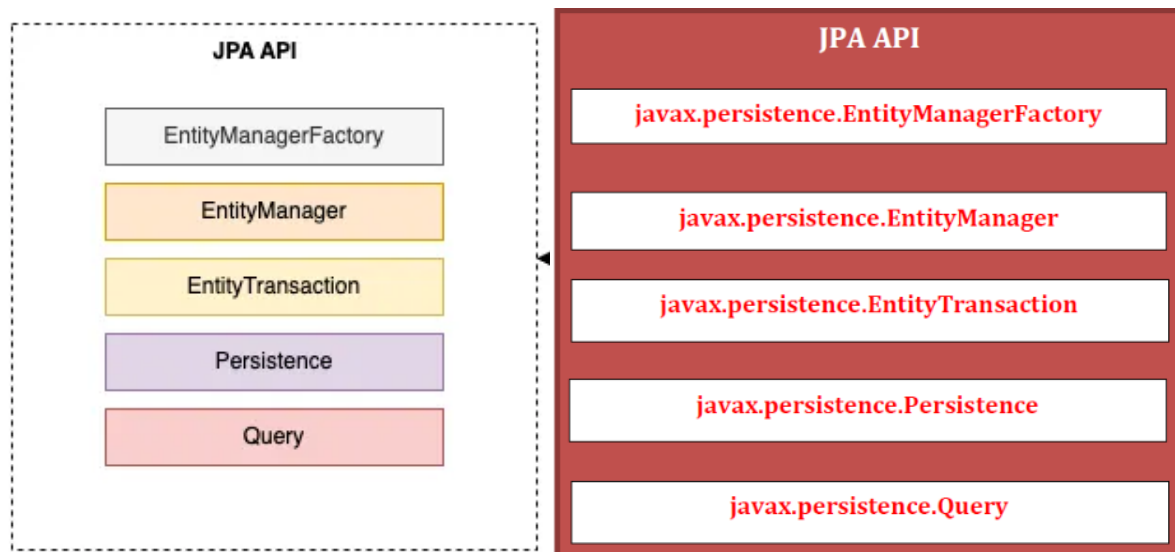 JPA API
EntityManagerFactory
EntityManager
EntityTransaction
Persistence
Query
JPA API
javax.persistence.EntityManagerFactory
javax.persistence.EntityManager
javax.persistence.EntityTransaction
javax.persistence.Persistence
javax.persistence.Query